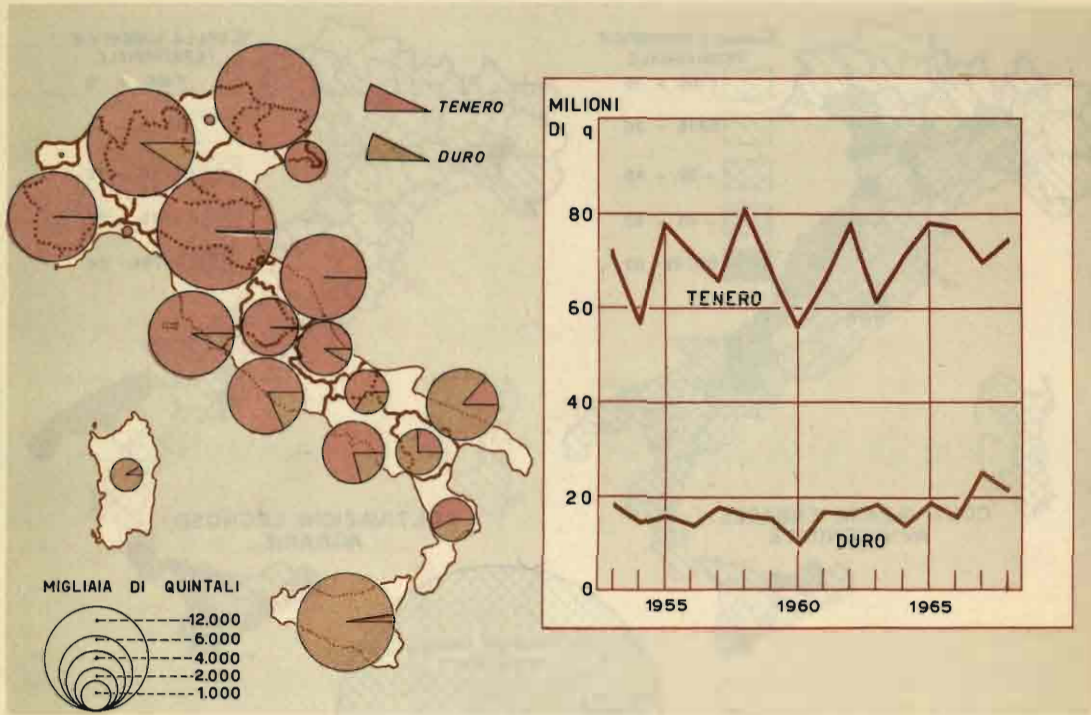 TENERO
DURO
MILIONI
DI q
80
60
40
20
0
TENERO
DURO
1955 1960 1965
MIGLIAIA DI QUINTALI
12.000
6.000
4.000
2.000
1.000